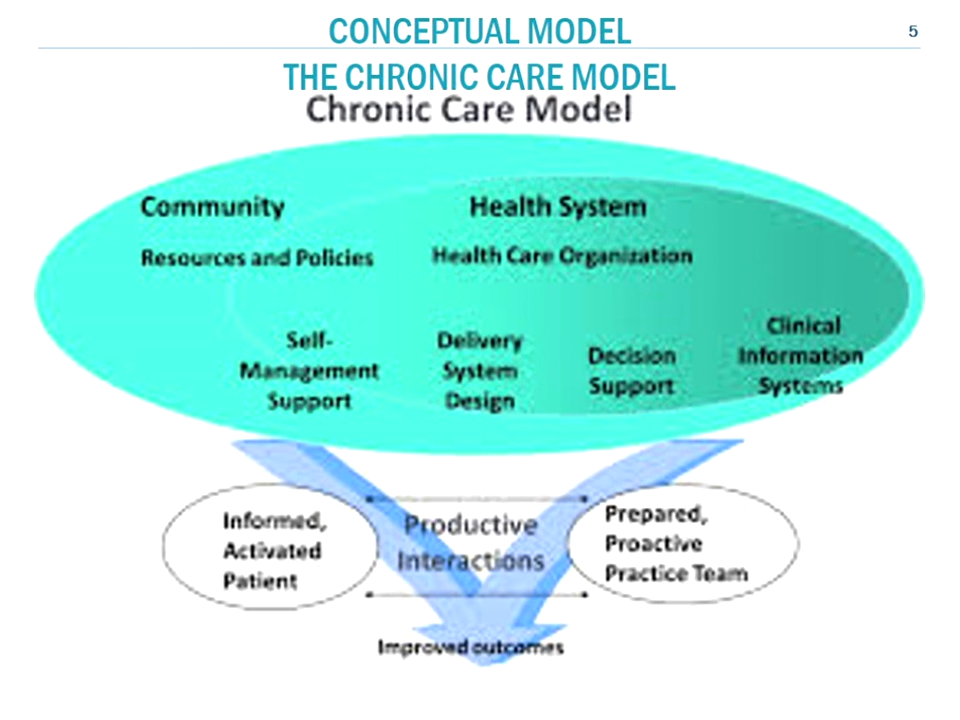 CONCEPTUAL MODEL
5
THE CHRONIC CARE MODEL
Chronic Care Model
Community
Health System
Resources and Policies
Health Care Organization
Self-
Management
Support
Delivery
System
Design
Decision
Support
Clinical
Information
Systems
Informed,
Activated
Patient
Productive
Interactions
Prepared,
Proactive
Practice Team
Improved outcomes